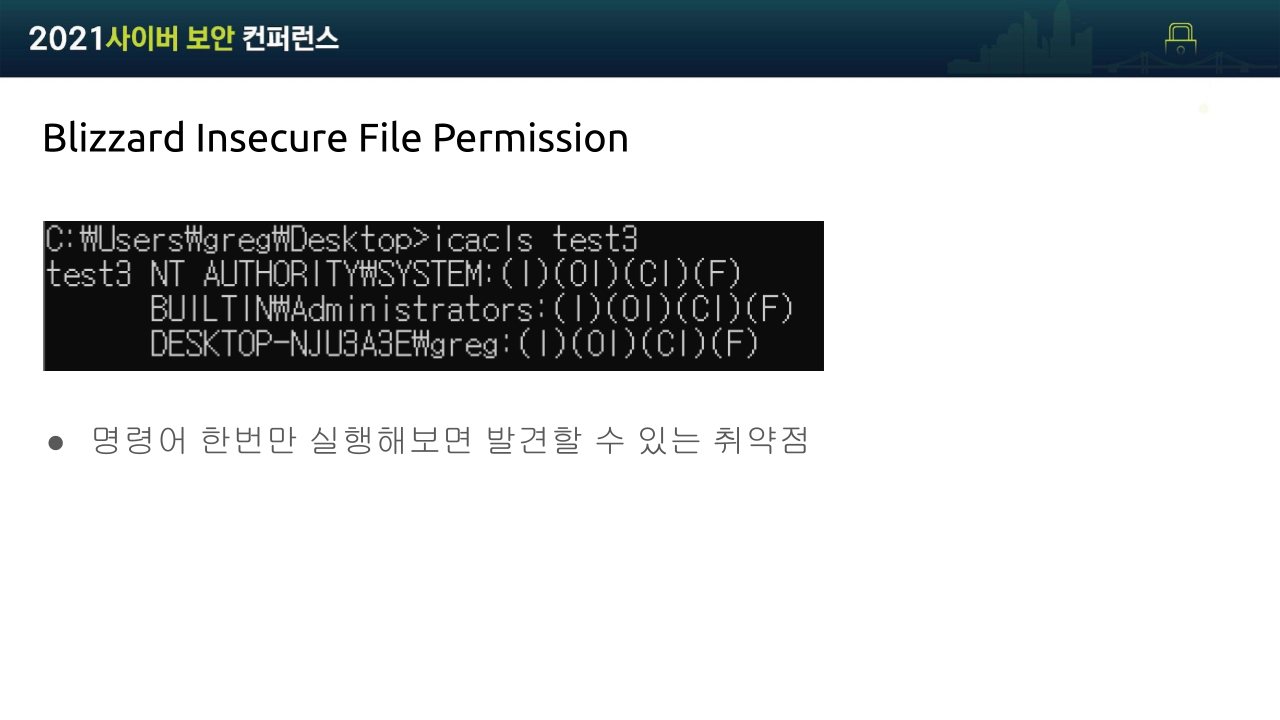 2021사이버 보안 컨퍼런스
Blizzard Insecure File Permission
C:₩Users₩greg₩Desktop>icacls test3
test3 NT AUTHORITY₩SYSTEM:(I)(OI)(CI)(F)
BUILTIN₩Administrators:(I)(OI)(CI)(F)
DESKTOP-NJU3A3E₩greg:(I)(OI)(CI)(F)
● 명령어 한번만 실행해보면 발견할 수 있는 취약점